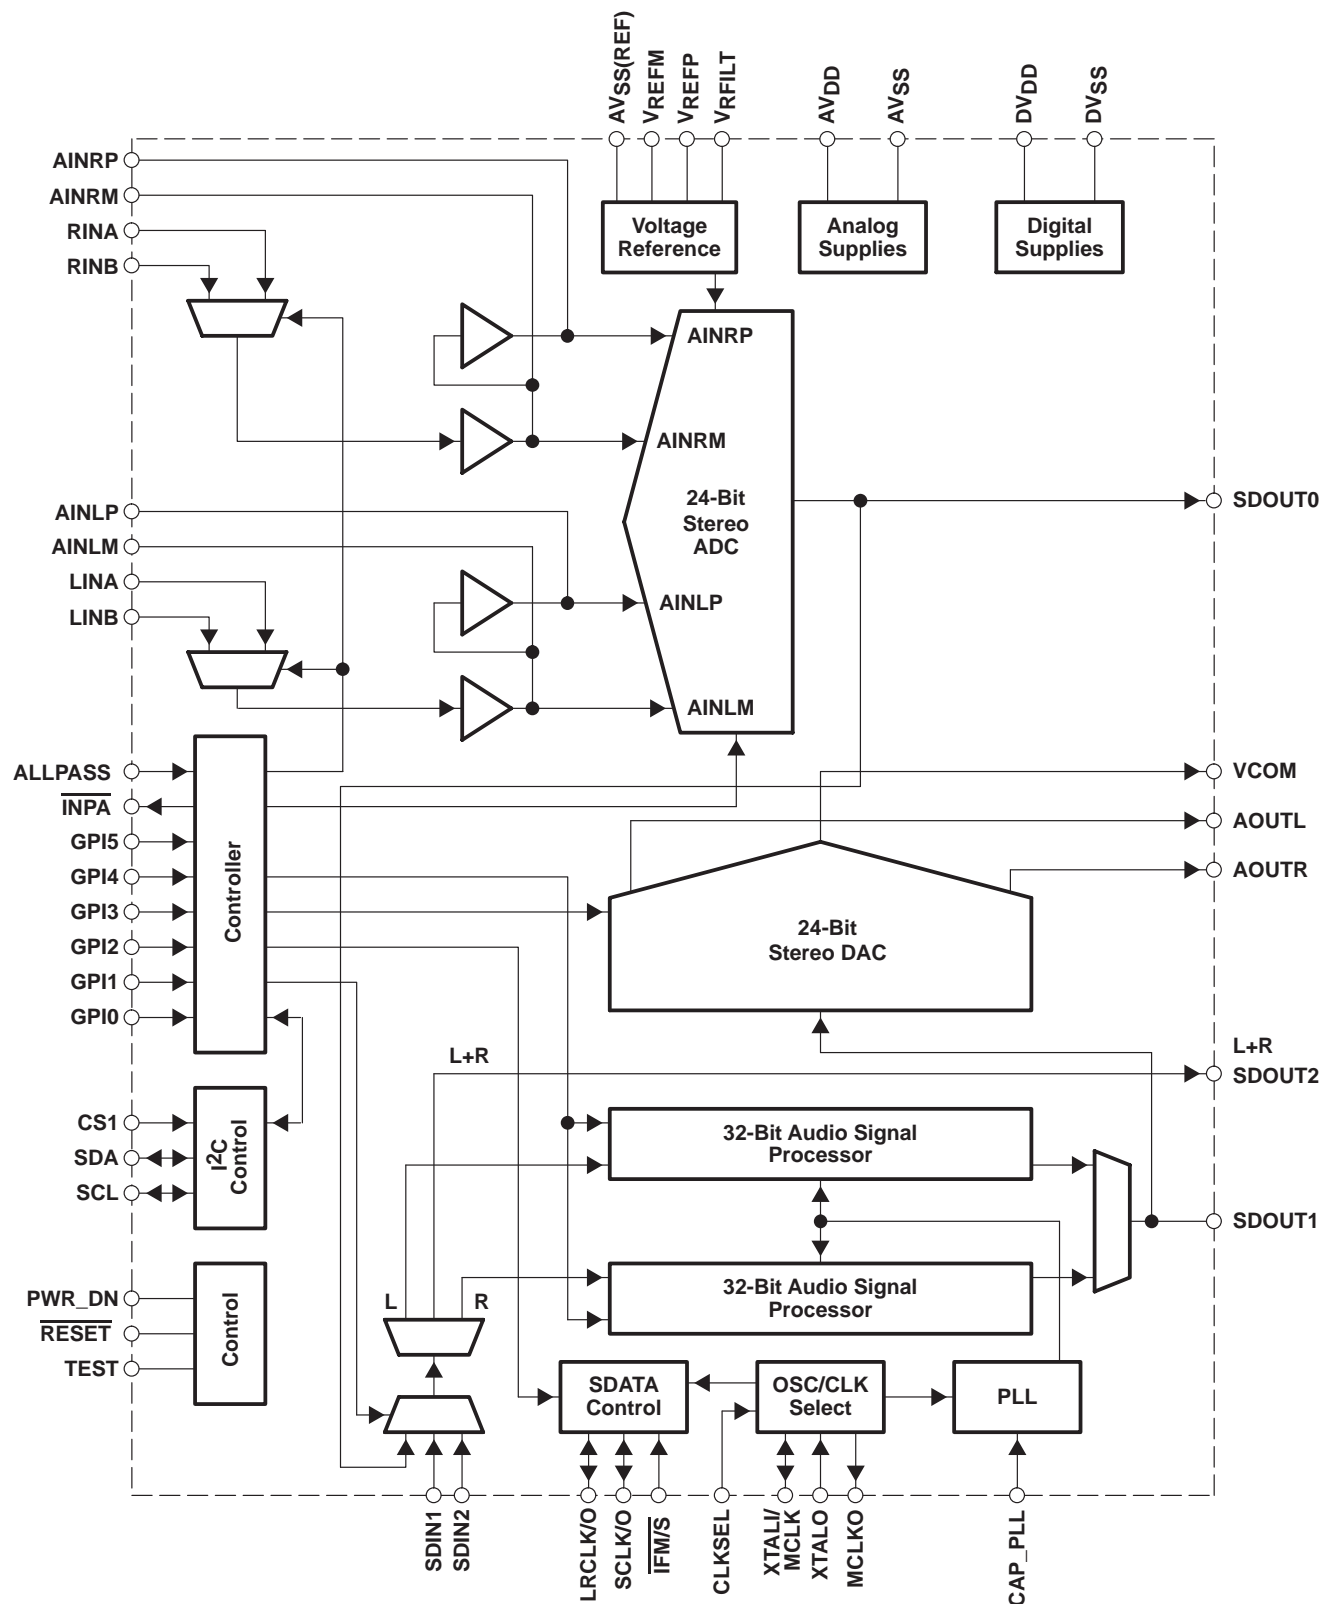 AVSS(REF)
VREFM
VREFP
VRFILT
AVDD
AVSS
DVDD
DVSS
AINRP
AINRM
RINA
RINB
Voltage
Reference
Analog
Supplies
Digital
Supplies
AINRP
AINRM
24-Bit
Stereo
ADC
SDOUT0
AINLP
AINLM
LINA
LINB
AINLP
AINLM
ALLPASS
INPA
GPI5
GPI4
GPI3
GPI2
GPI1
GPI0
Controller
VCOM
AOUTL
AOUTR
24-Bit
Stereo DAC
L+R
L+R
SDOUT2
CS1
SDA
SCL
I2C
Control
32-Bit Audio Signal
Processor
SDOUT1
32-Bit Audio Signal
Processor
PWR_DN
RESET
TEST
Control
L
R
SDATA
Control
OSC/CLK
Select
PLL
SDIN1
SDIN2
LRCLK/O
SCLK/O
IFM/S
CLKSEL
XTALI/
MCLK
XTALO
MCLKO
CAP_PLL